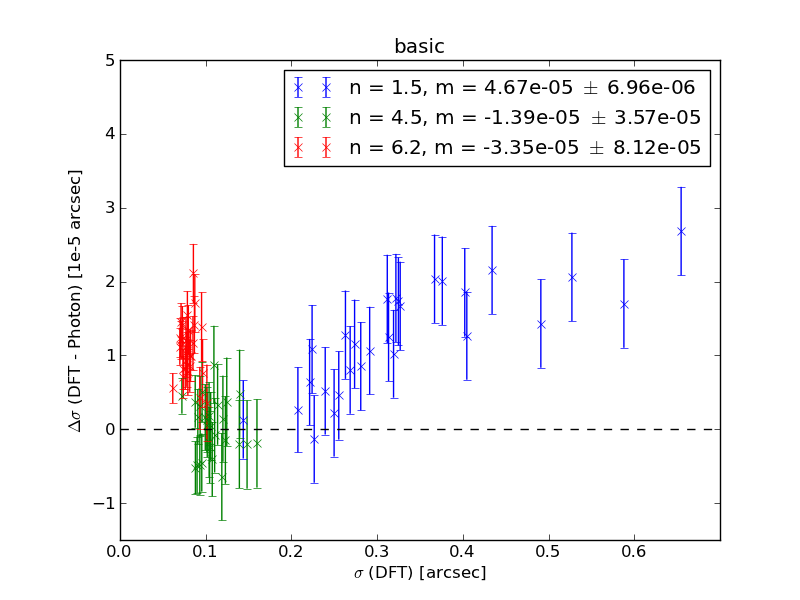 basic
n = 1.5, m = 4.67e-05 ± 6.96e-06
n = 4.5, m = -1.39e-05 ± 3.57e-05
n = 6.2, m = -3.35e-05 ± 8.12e-05
Δσ (DFT - Photon) [1e-5 arcsec]
5
4
3
2
1
0
−1
0.0 0.1 0.2 0.3 0.4 0.5 0.6
σ (DFT) [arcsec]